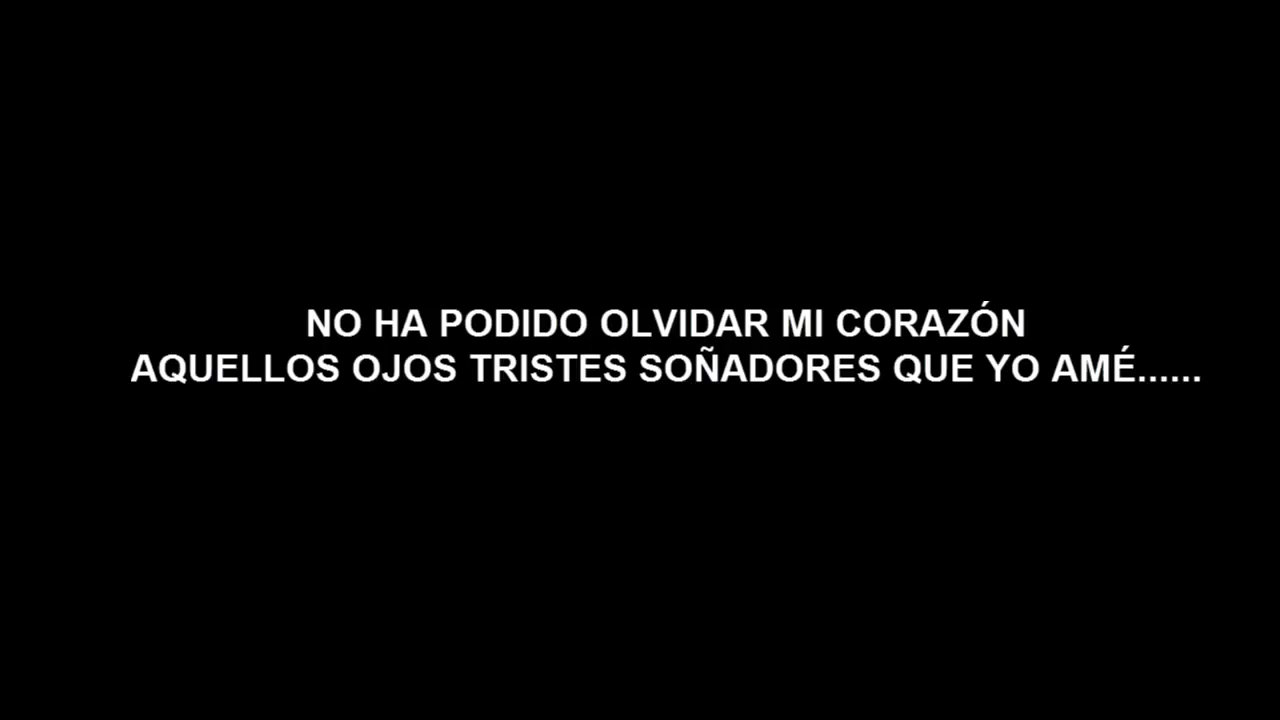 NO HA PODIDO OLVIDAR MI CORAZÓN
AQUELLOS OJOS TRISTES SOÑADORES QUE YO AMÉ......